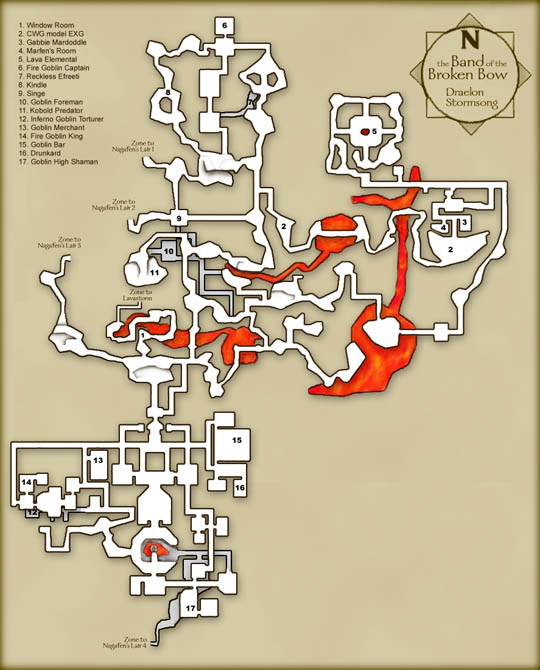 1. Window Room
2. CWG model EXG
3. Gabbie Mardoddle
4. Marfen's Room
5. Lava Elemental
6. Fire Goblin Captain
7. Reckless Efreeti
8. Kindle
9. Singe
10. Goblin Foreman
11. Kobold Predator
12. Inferno Goblin Torturer
13. Goblin Merchant
14. Fire Goblin King
15. Goblin Bar
16. Drunkard
17. Goblin High Shaman
N
the Band of the
Broken Bow
Draelon
Stormsong
6
8
7
5
Zone to
Nagafen's Lair 1
Zone to
Nagafen's Lair 2
9
2
4
3
2
Zone to
Nagafen's Lair 3
10
11
Zone to
Lavastorm
1
15
13
14
16
12
17
Zone to
Nagafen's Lair 4